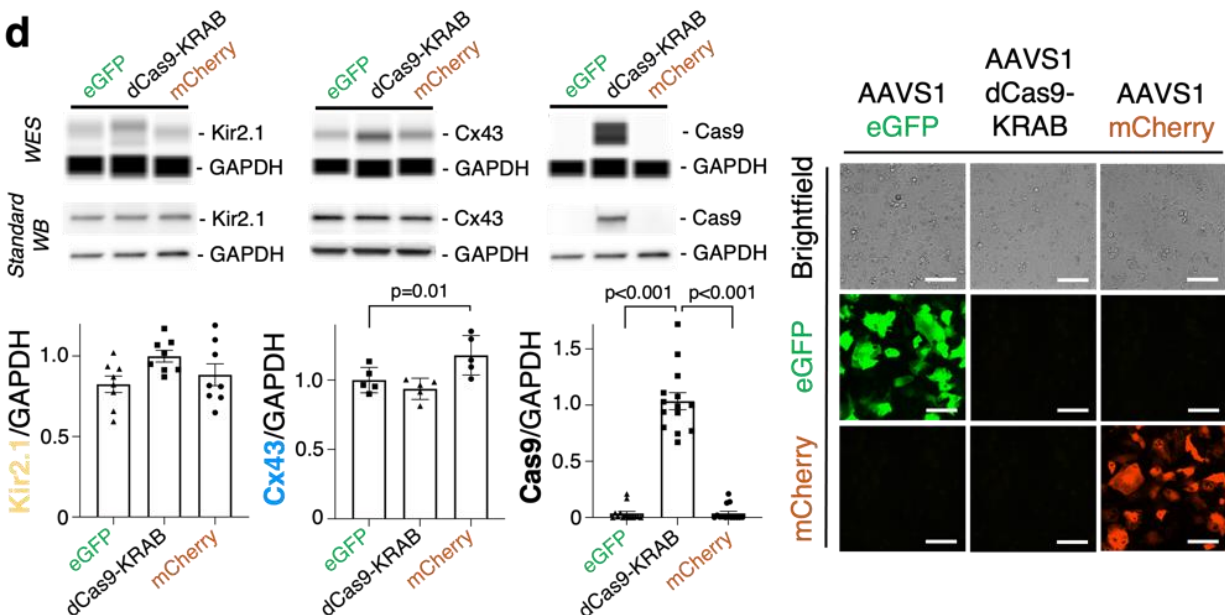 d
eGFP
dCas9-KRAB
mCherry
WES
- Kir2.1
- GAPDH
Standard
WB
- Kir2.1
- GAPDH
eGFP
dCas9-KRAB
mCherry
- Cx43
- GAPDH
- Cx43
- GAPDH
eGFP
dCas9-KRAB
mCherry
- Cas9
- GAPDH
- Cas9
- GAPDH
Kir2.1/GAPDH
1.0
0.5
0
eGFP
dCas9-KRAB
mCherry
p=0.01
Cx43/GAPDH
1.0
0.5
0
eGFP
dCas9-KRAB
mCherry
p<0.001
p<0.001
Cas9/GAPDH
1.5
1.0
0.5
0
eGFP
dCas9-KRAB
mCherry
AAVS1
eGFP
AAVS1
dCas9-
KRAB
AAVS1
mCherry
Brightfield
eGFP
mCherry